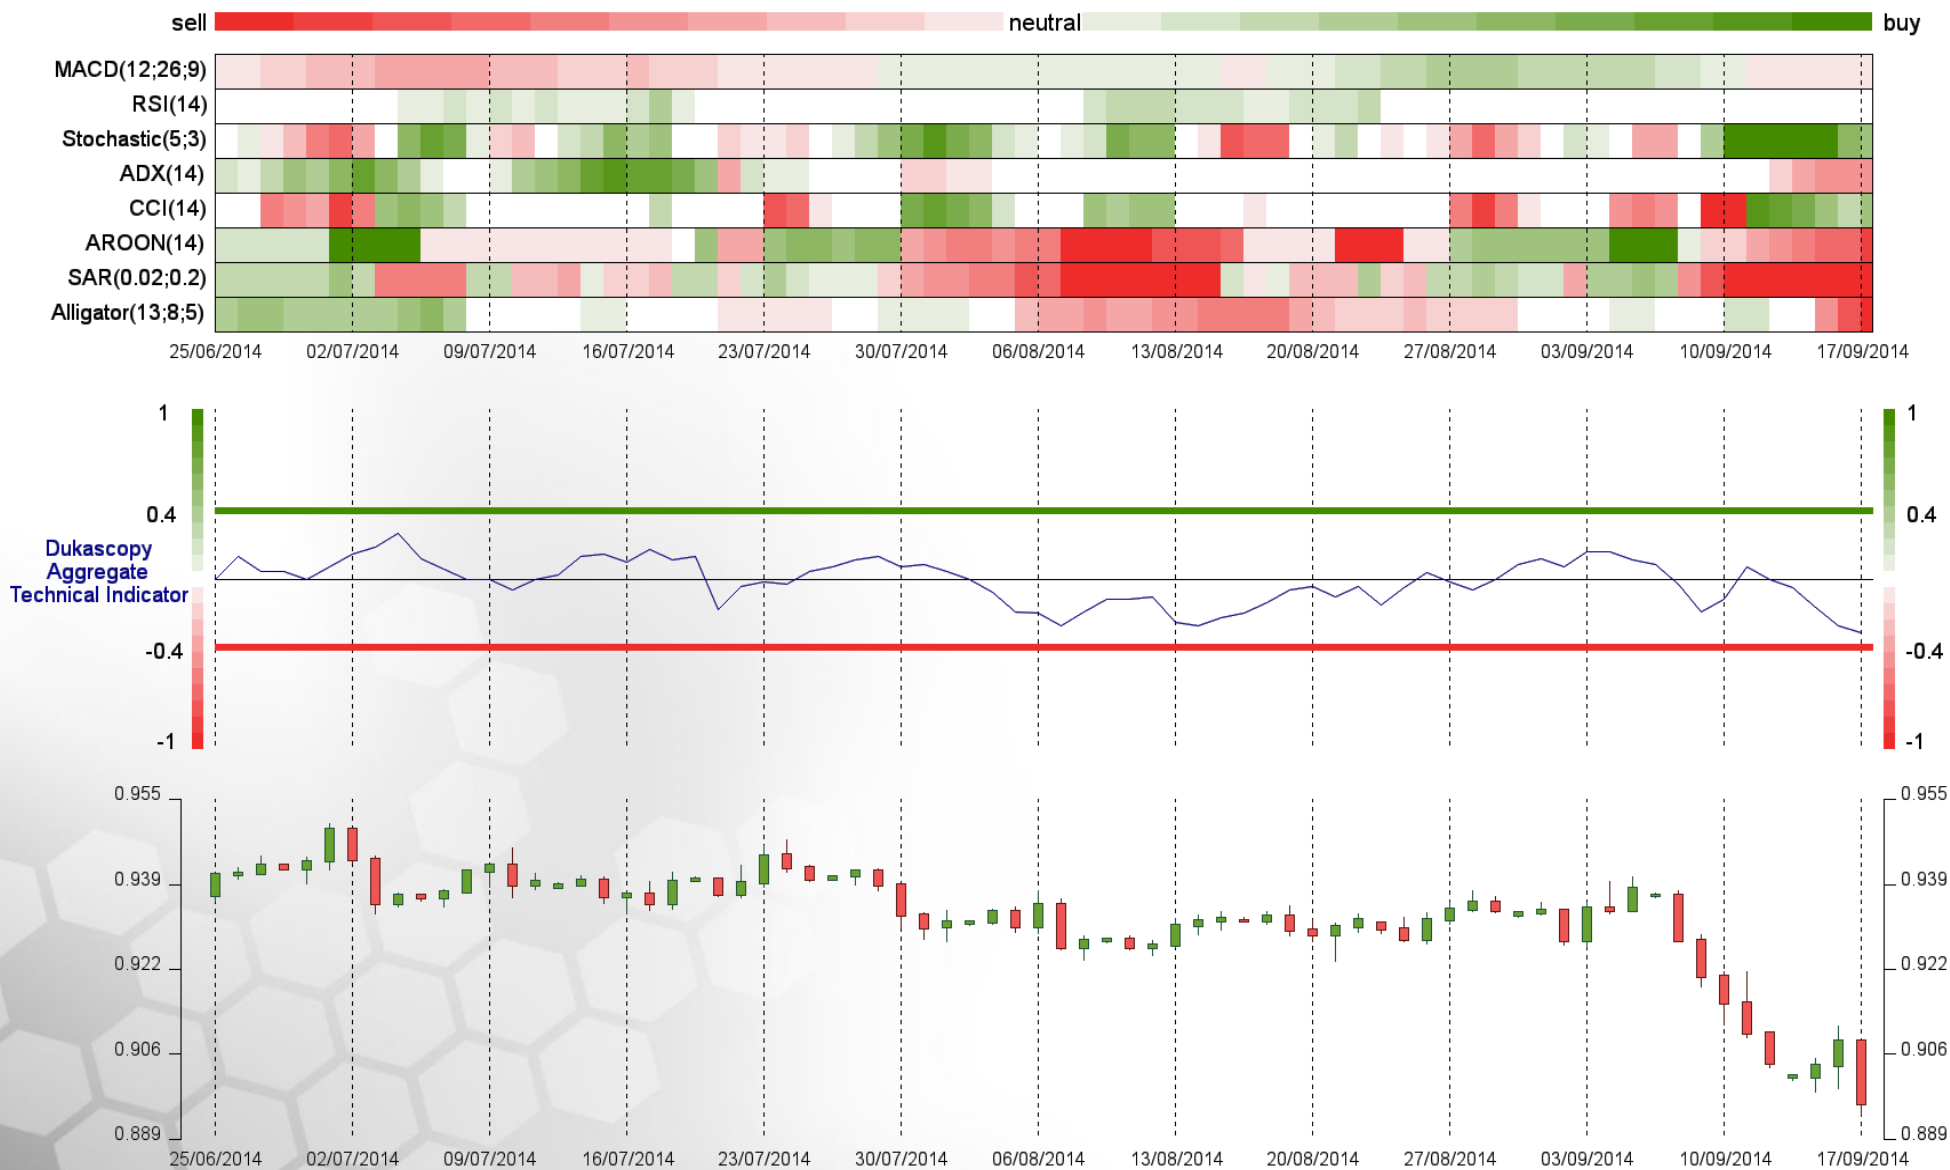 sell neutral buy
MACD(12;26;9)
RSI(14)
Stochastic(5;3)
ADX(14)
CCI(14)
AROON(14)
SAR(0.02;0.2)
Alligator(13;8;5)
25/06/2014 02/07/2014 09/07/2014 16/07/2014 23/07/2014 30/07/2014 06/08/2014 13/08/2014 20/08/2014 27/08/2014 03/09/2014 10/09/2014 17/09/2014
1 1
0.4 0.4
Dukascopy
Aggregate
Technical Indicator
-0.4 -0.4
-1 -1
0.955 0.955
0.939 0.939
0.922 0.922
0.906 0.906
0.889 0.889
25/06/2014 02/07/2014 09/07/2014 16/07/2014 23/07/2014 30/07/2014 06/08/2014 13/08/2014 20/08/2014 27/08/2014 03/09/2014 10/09/2014 17/09/2014